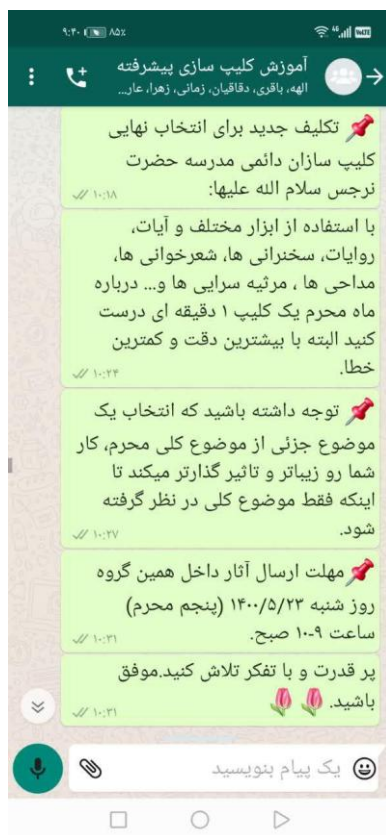 ۹:۴۰ ۸۵٪
آموزش کلیپ سازی پیشرفته
الهه، باقری، دقاقیان، زمانی، زهرا، عار...
تکلیف جدید برای انتخاب نهایی
کلیپ سازان دائمی مدرسه حضرت
نرجس سلام الله علیها:
۱۰:۱۸
با استفاده از ابزار مختلف و آیات،
روایات، سخنرانی ها، شعرخوانی ها،
مداحی ها ، مرثیه سرایی ها و... درباره
ماه محرم یک کلیپ ۱ دقیقه ای درست
کنید البته با بیشترین دقت و کمترین
خطا.
۱۰:۲۴
توجه داشته باشید که انتخاب یک
موضوع جزئی از موضوع کلی محرم، کار
شما رو زیباتر و تاثیر گذارتر میکند تا
اینکه فقط موضوع کلی در نظر گرفته
شود.
۱۰:۲۷
مهلت ارسال آثار داخل همین گروه
روز شنبه ۱۴۰۰/۵/۲۳ (پنجم محرم)
ساعت ۹-۱۰ صبح.
۱۰:۳۱
پر قدرت و با تفکر تلاش کنید.موفق
باشید.
۱۰:۳۱
یک پیام بنویسید